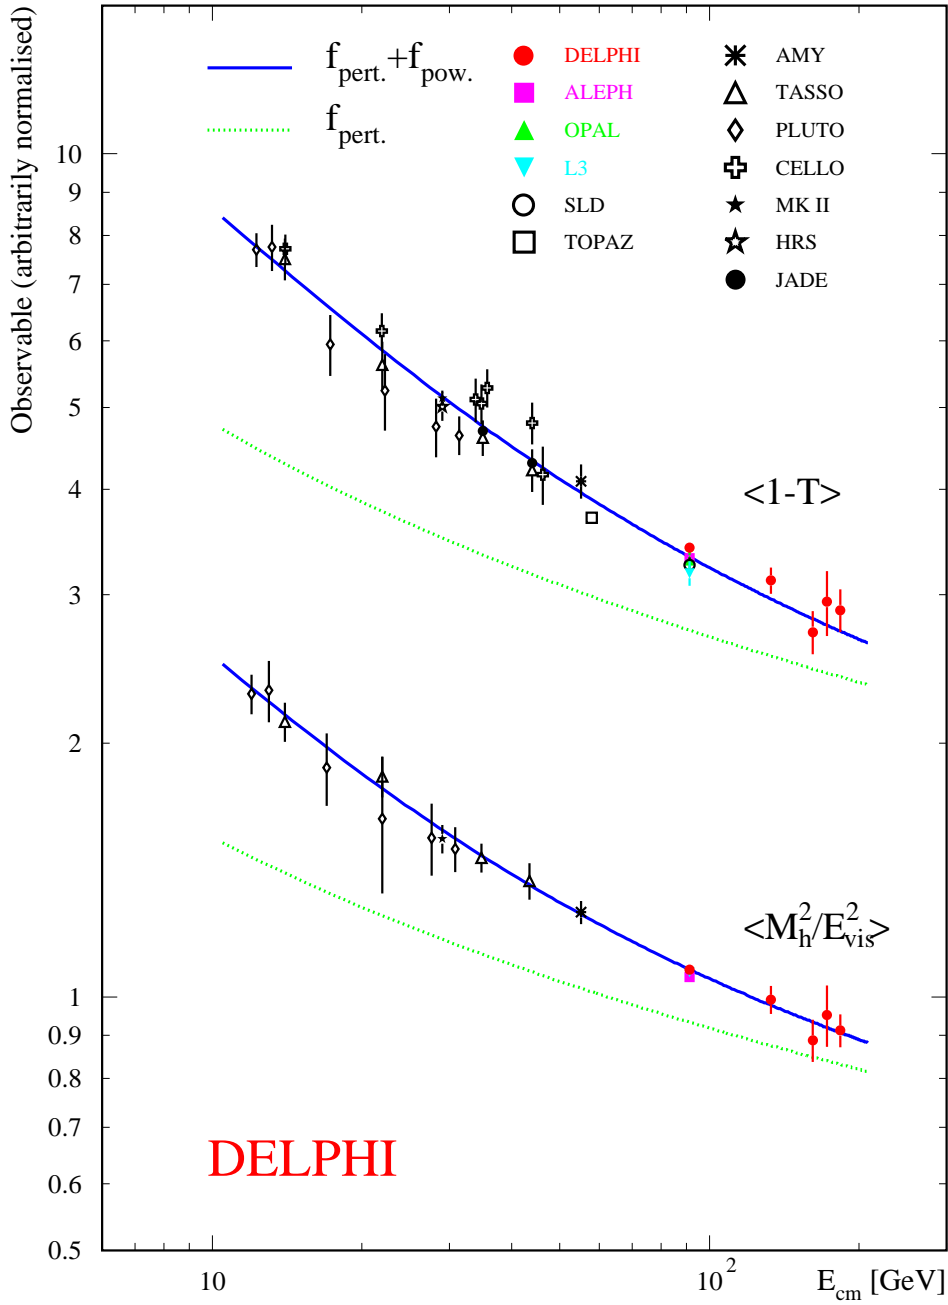 Observable (arbitrarily normalised)
f_pert.+f_pow.
f_pert.
DELPHI
ALEPH
OPAL
L3
SLD
TOPAZ
AMY
TASSO
PLUTO
CELLO
MK II
HRS
JADE
10
9
8
7
6
5
4
3
2
1
0.9
0.8
0.7
0.6
0.5
<1-T>
<M_h^2/E_vis^2>
DELPHI
10
10^2
E_cm [GeV]